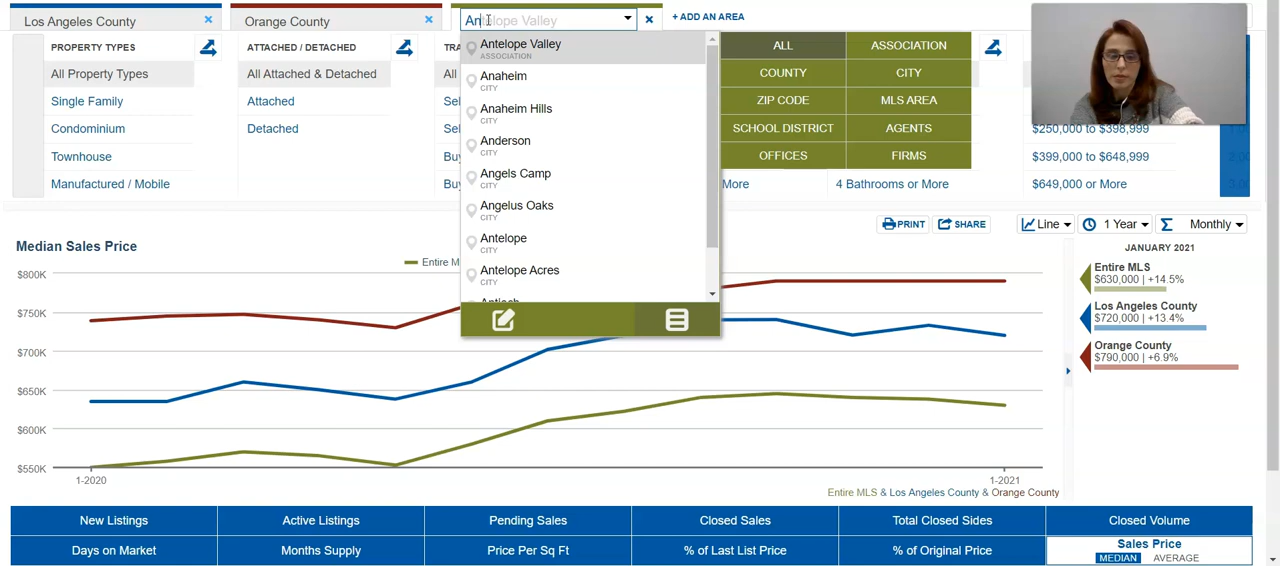 Los Angeles County
Orange County
Antelope Valley
+ ADD AN AREA
PROPERTY TYPES
All Property Types
Single Family
Condominium
Townhouse
Manufactured / Mobile
ATTACHED / DETACHED
All Attached & Detached
Attached
Detached
All
Antelope Valley
ASSOCIATION
Anaheim
CITY
Anaheim Hills
CITY
Anderson
CITY
Angels Camp
CITY
Angelus Oaks
CITY
Antelope
CITY
Antelope Acres
CITY
ALL
ASSOCIATION
COUNTY
CITY
ZIP CODE
MLS AREA
SCHOOL DISTRICT
AGENTS
OFFICES
FIRMS
More
4 Bathrooms or More
$250,000 to $398,999
$399,000 to $648,999
$649,000 or More
PRINT
SHARE
Line
1 Year
Monthly
Median Sales Price
$800K
$750K
$700K
$650K
$600K
$550K
1-2020
1-2021
Entire MLS & Los Angeles County & Orange County
JANUARY 2021
Entire MLS
$630,000 | +14.5%
Los Angeles County
$720,000 | +13.4%
Orange County
$790,000 | +6.9%
New Listings
Active Listings
Pending Sales
Closed Sales
Total Closed Sides
Closed Volume
Days on Market
Months Supply
Price Per Sq Ft
% of Last List Price
% of Original Price
Sales Price
MEDIAN
AVERAGE